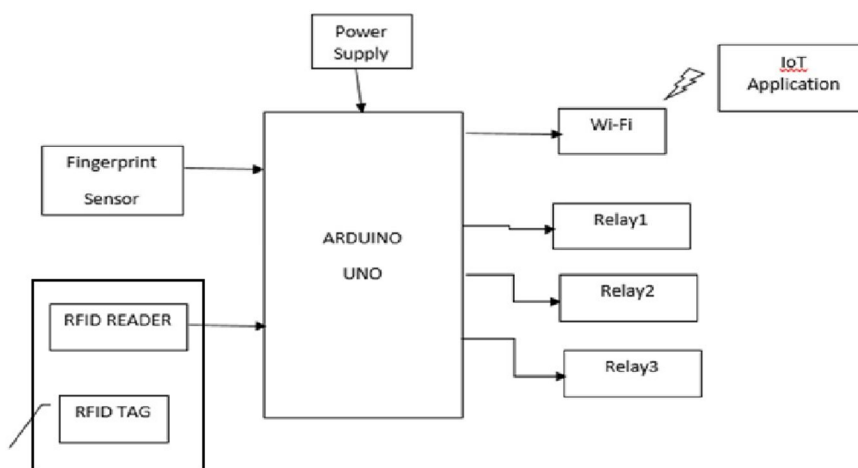 Power
Supply
IoT
Application
Wi-Fi
Fingerprint
Sensor
ARDUINO
UNO
Relay1
Relay2
Relay3
RFID READER
RFID TAG